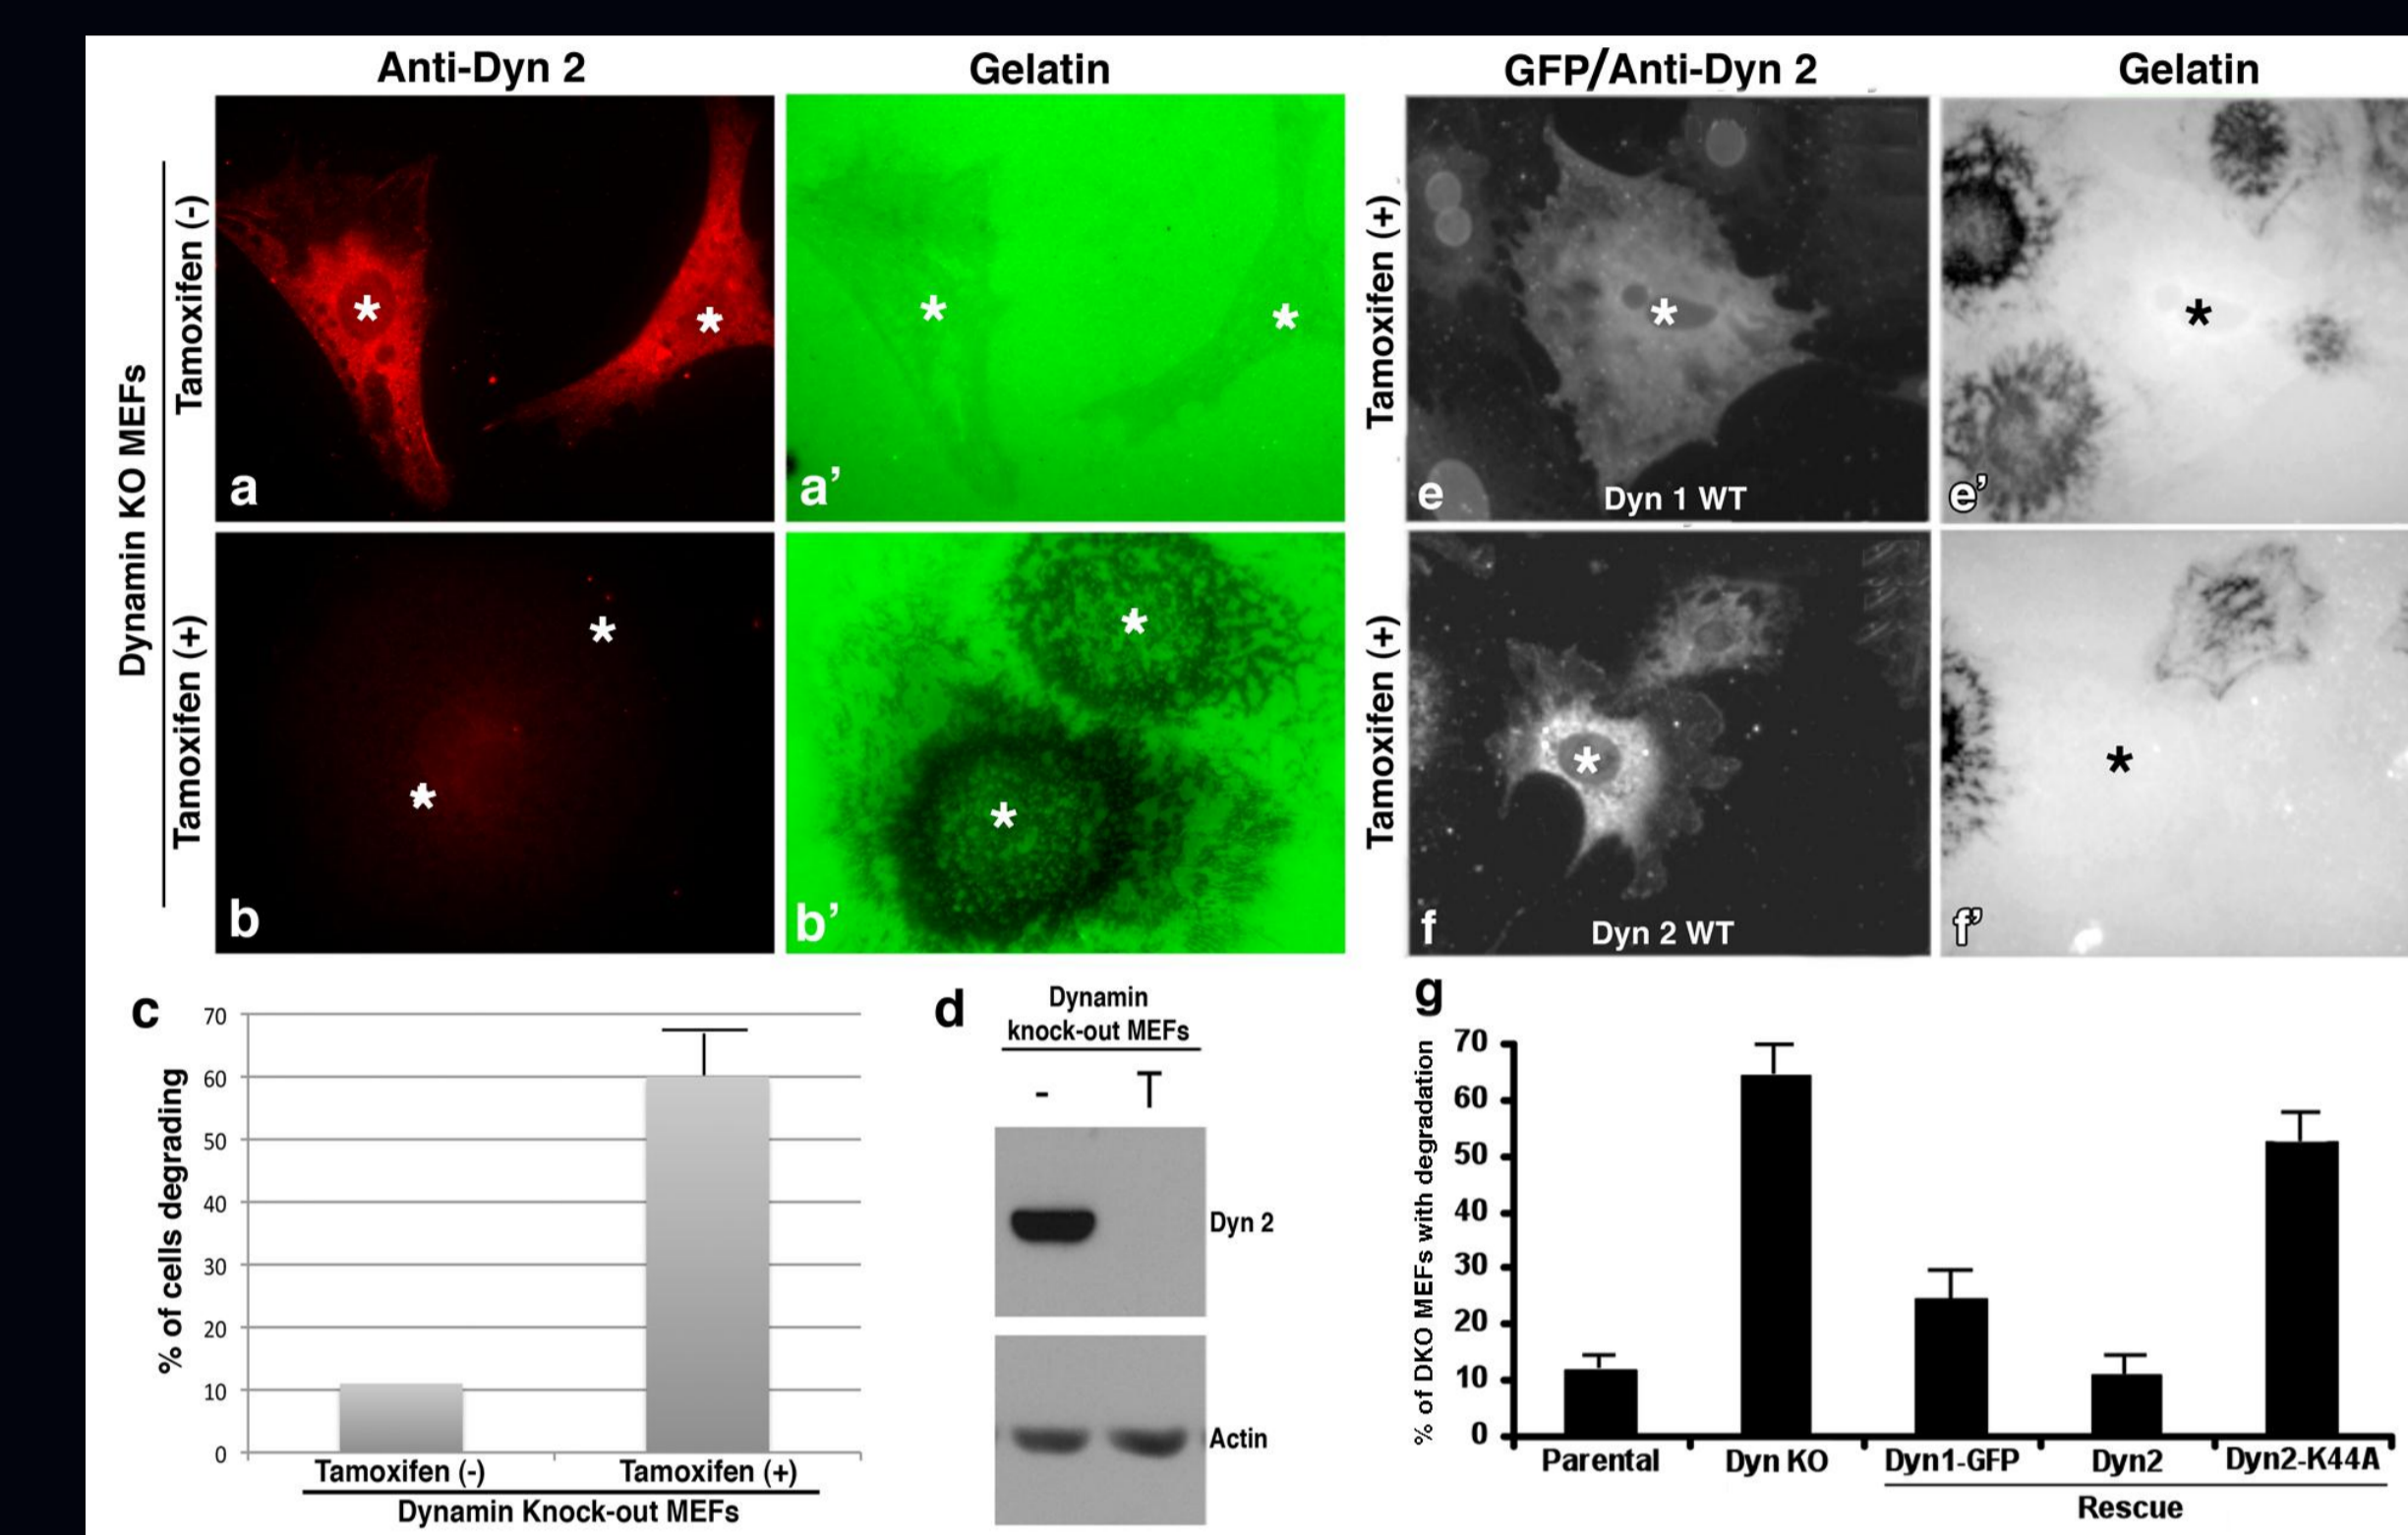 Anti-Dyn 2
Gelatin
GFP/Anti-Dyn 2
Gelatin
Dynamin KO MEFs
Tamoxifen (-)
*
*
a
*
*
a’
Tamoxifen (+)
*
*
b
*
*
b’
Tamoxifen (+)
*
e
Dyn 1 WT
*
e’
Tamoxifen (+)
*
f
Dyn 2 WT
*
f’
c
% of cells degrading
70
60
50
40
30
20
10
0
Tamoxifen (-)
Tamoxifen (+)
Dynamin Knock-out MEFs
d
Dynamin
knock-out MEFs
- T
Dyn 2
Actin
g
% of DKO MEFs with degradation
70
60
50
40
30
20
10
0
Parental
Dyn KO
Dyn1-GFP
Dyn2
Dyn2-K44A
Rescue